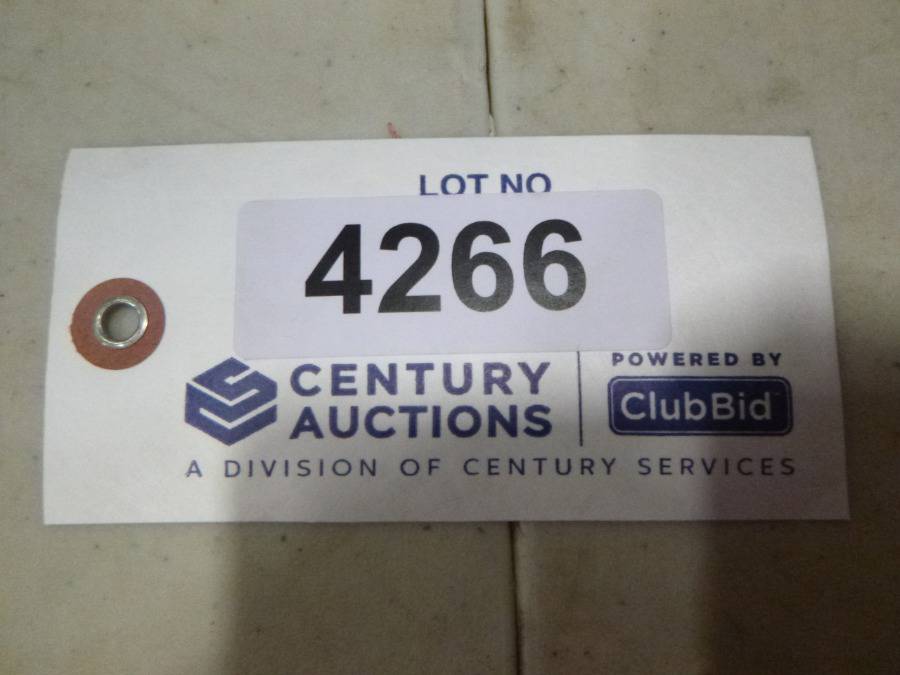 LOT NO
4266
CENTURY
AUCTIONS
POWERED BY
ClubBid
A DIVISION OF CENTURY SERVICES